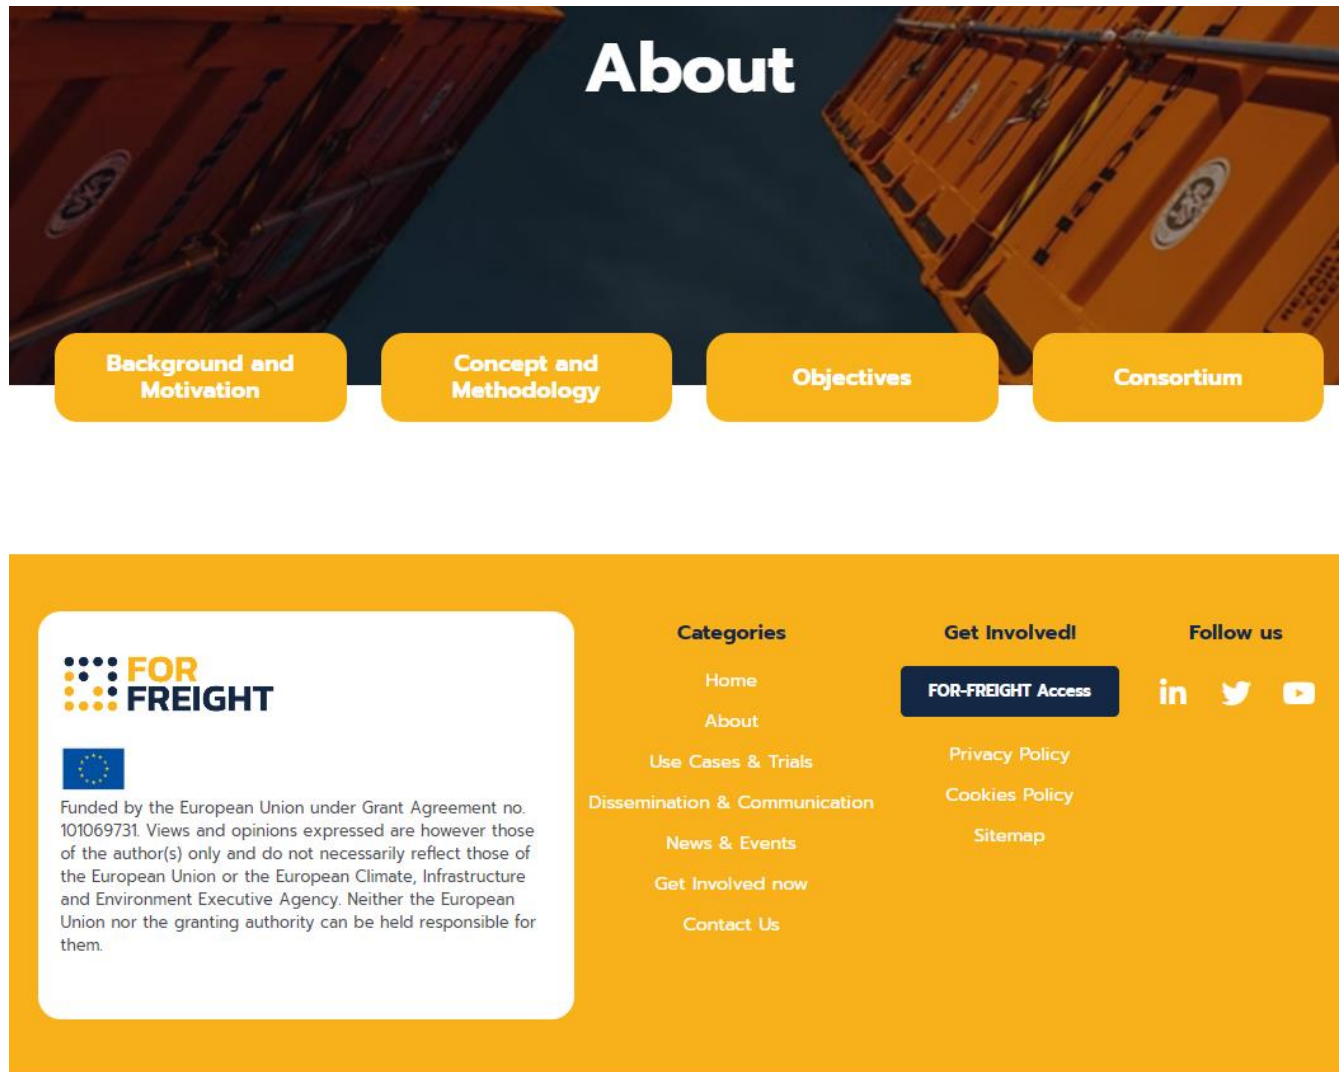 About
Background and
Motivation
Concept and
Methodology
Objectives
Consortium
REPAIR
CO
STE
FOR
FREIGHT
Funded by the European Union under Grant Agreement no.
101069731. Views and opinions expressed are however those
of the author(s) only and do not necessarily reflect those of
the European Union or the European Climate, Infrastructure
and Environment Executive Agency. Neither the European
Union nor the granting authority can be held responsible for
them.
Categories
Home
About
Use Cases & Trials
Dissemination & Communication
News & Events
Get Involved now
Contact Us
Get Involved!
FOR-FREIGHT Access
Privacy Policy
Cookies Policy
Sitemap
Follow us
in